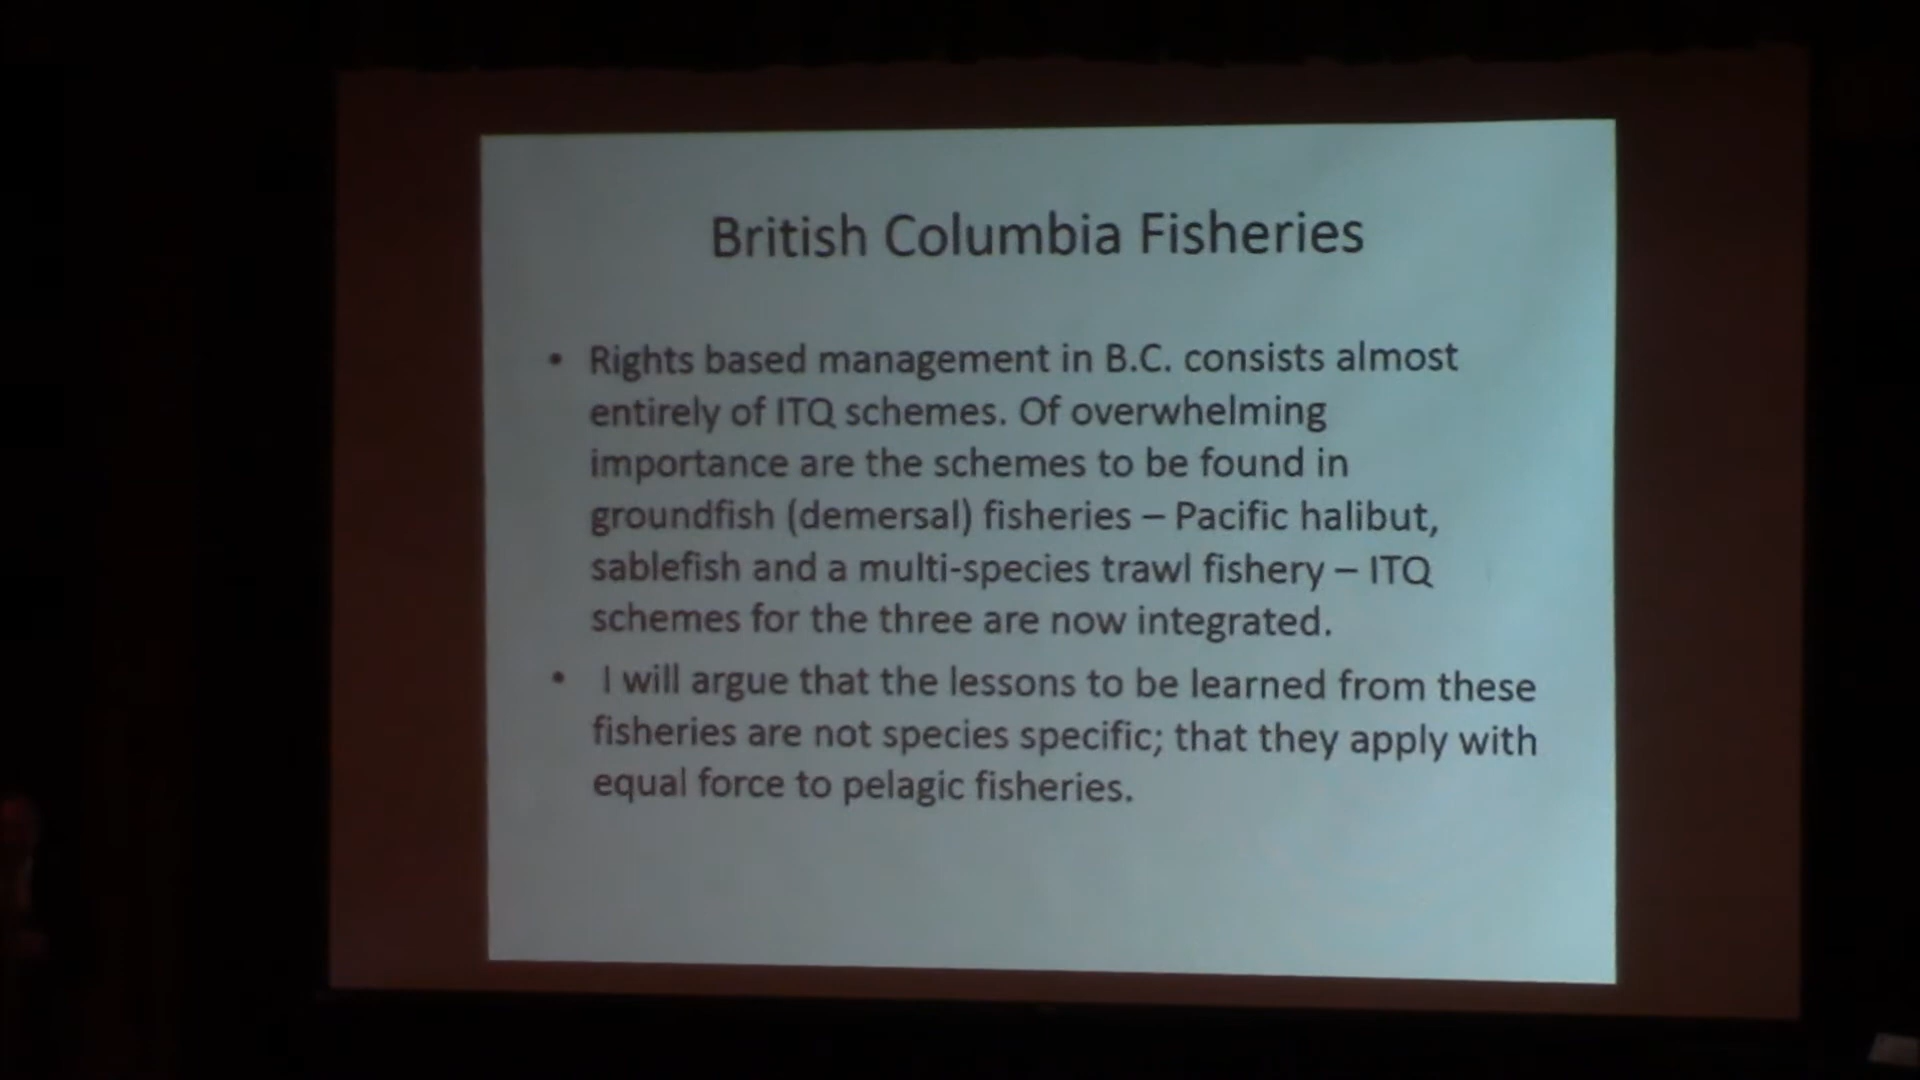 British Columbia Fisheries
• Rights based management in B.C. consists almost
entirely of ITQ schemes. Of overwhelming
importance are the schemes to be found in
groundfish (demersal) fisheries – Pacific halibut,
sablefish and a multi-species trawl fishery – ITQ
schemes for the three are now integrated.
• I will argue that the lessons to be learned from these
fisheries are not species specific; that they apply with
equal force to pelagic fisheries.